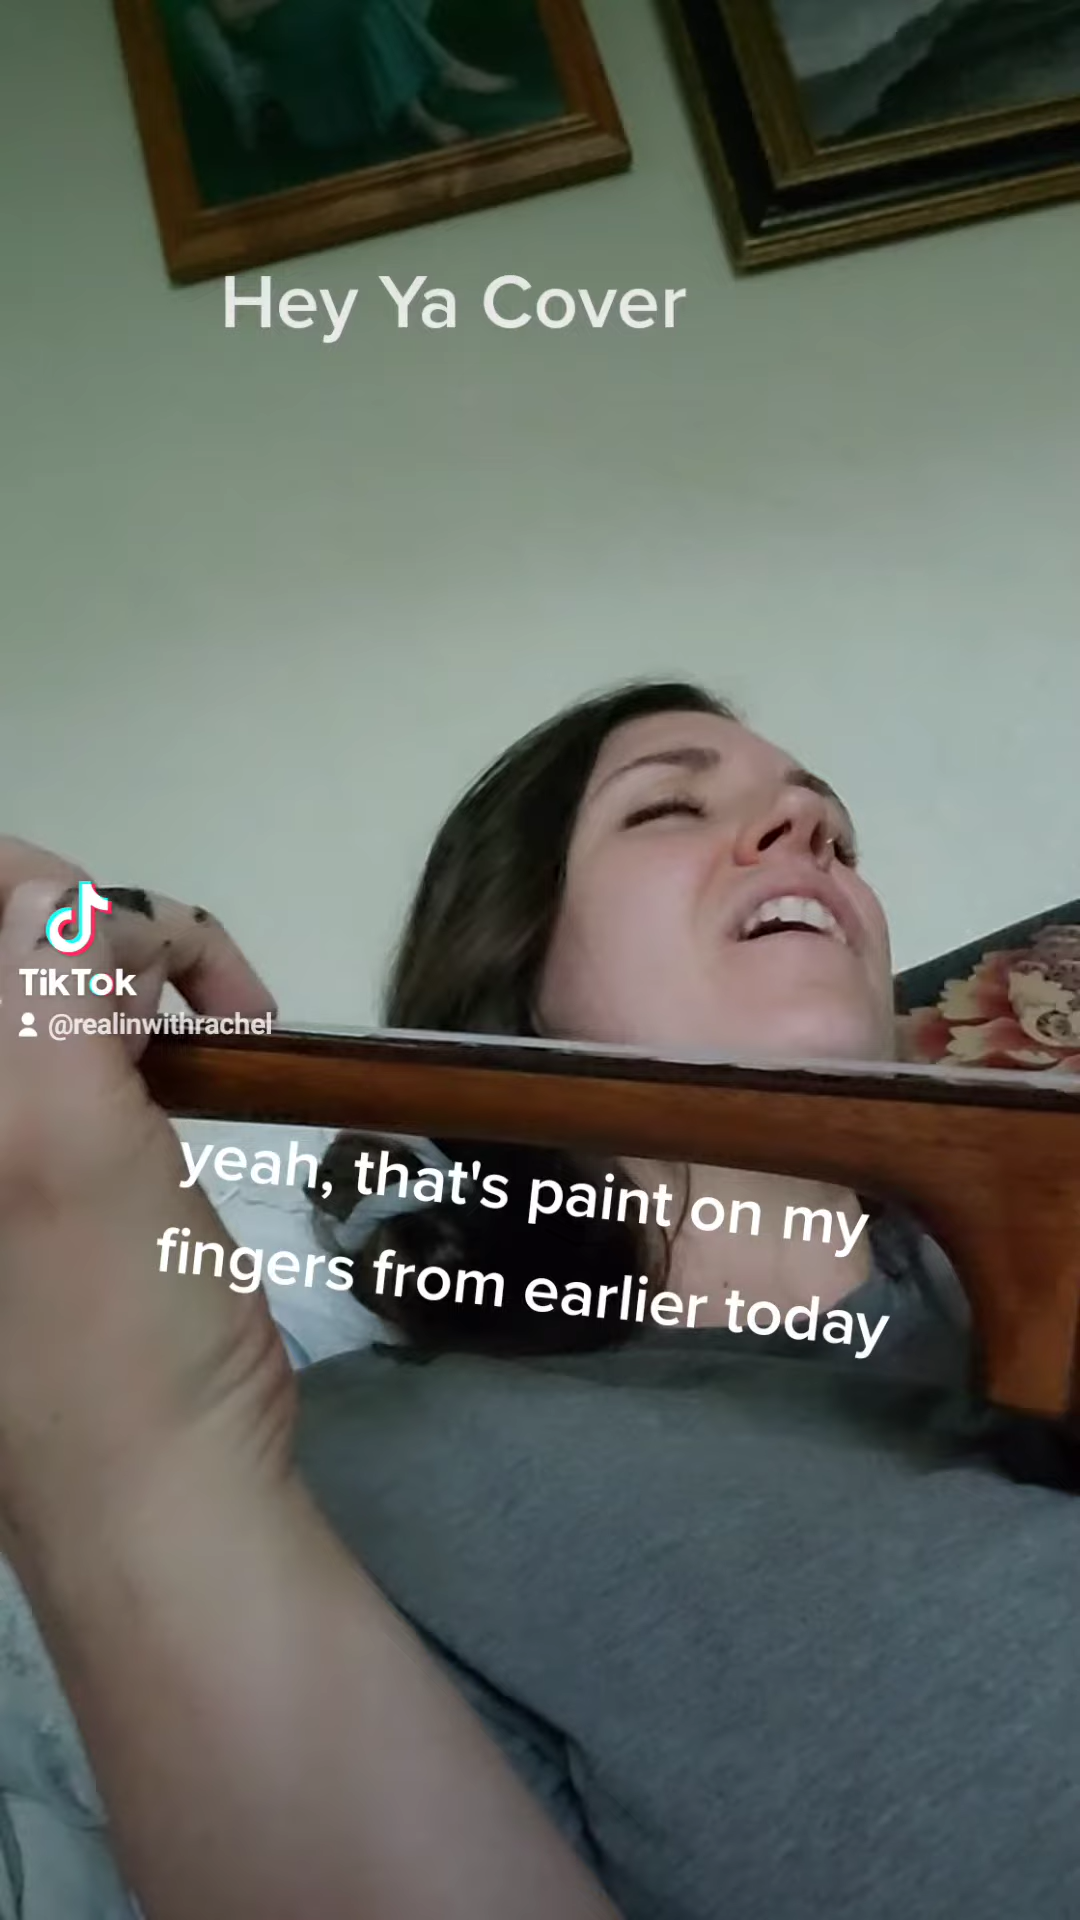 Hey Ya Cover
TikTok
@realinwithrachel
yeah, that's paint on my
fingers from earlier today